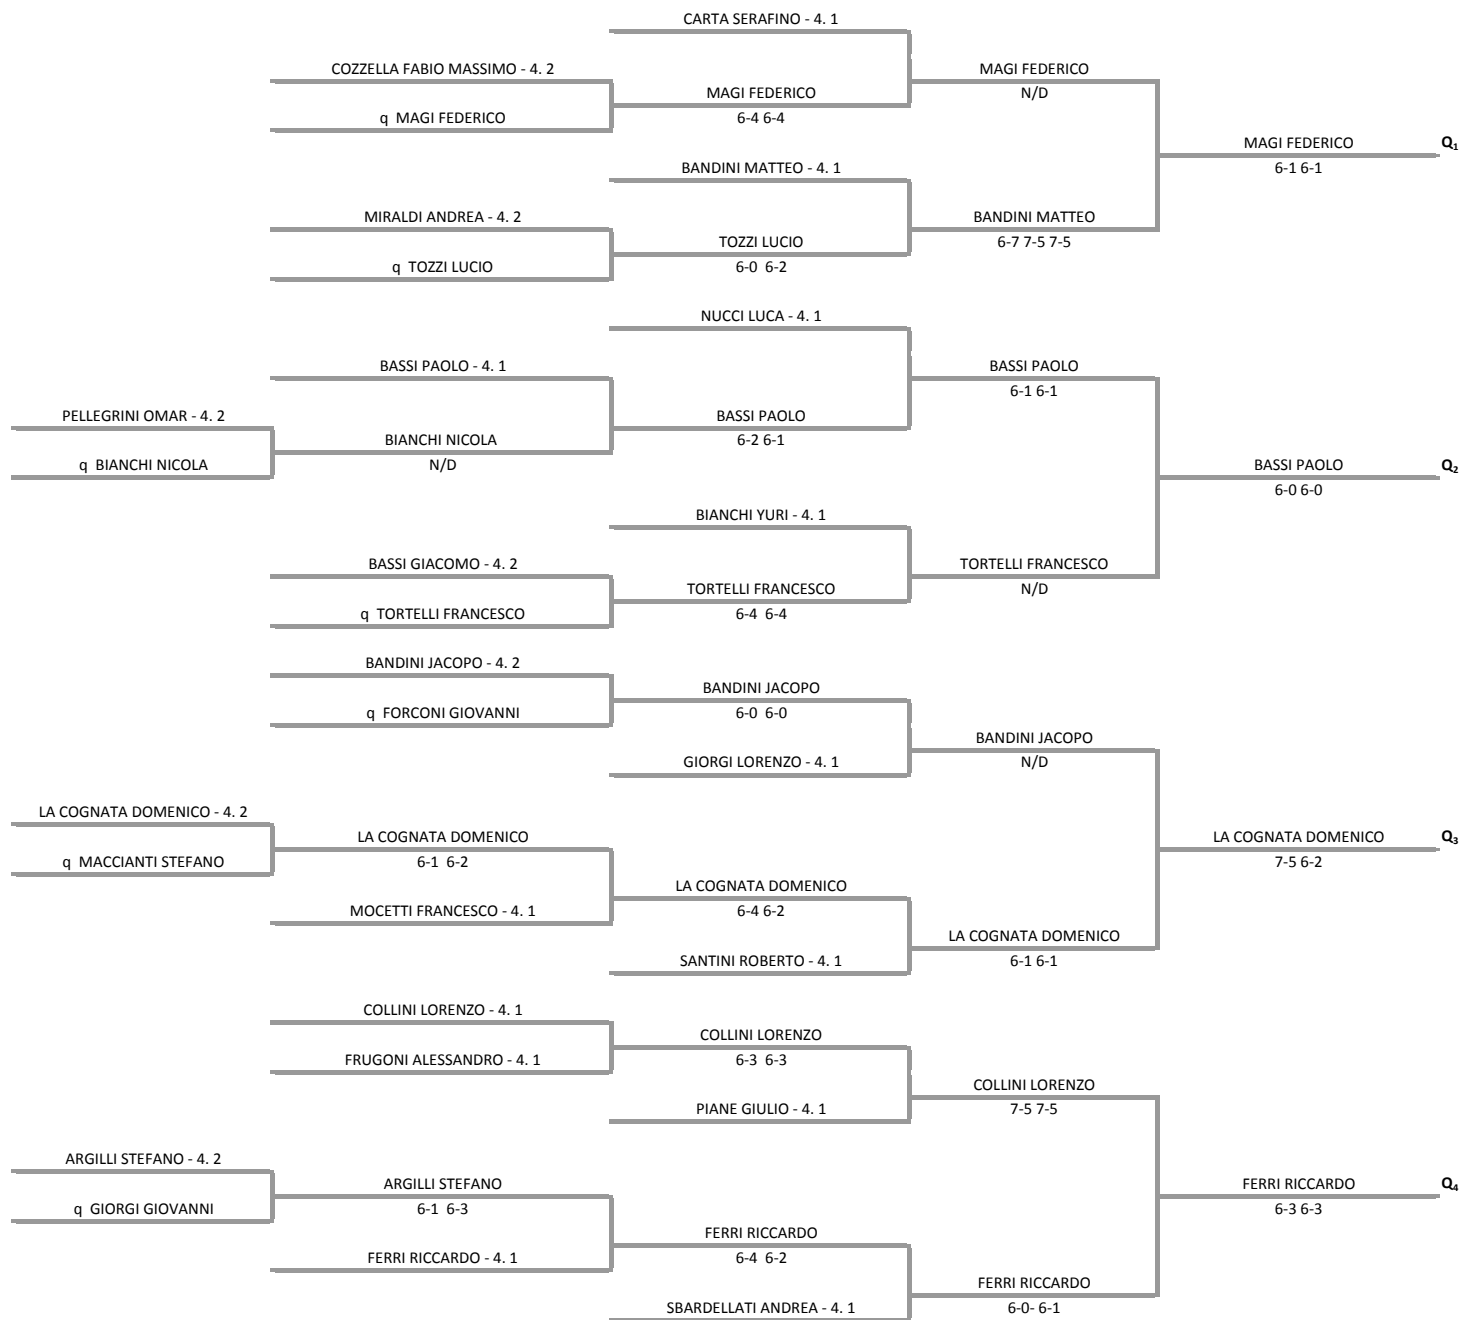 CARTA SERAFINO - 4. 1
COZZELLA FABIO MASSIMO - 4. 2
MAGI FEDERICO
MAGI FEDERICO
N/D
q MAGI FEDERICO
6-4 6-4
MAGI FEDERICO
Q₁
6-1 6-1
BANDINI MATTEO - 4. 1
MIRALDI ANDREA - 4. 2
BANDINI MATTEO
TOZZI LUCIO
6-7 7-5 7-5
q TOZZI LUCIO
6-0 6-2
NUCCI LUCA - 4. 1
BASSI PAOLO - 4. 1
BASSI PAOLO
6-1 6-1
PELLEGRINI OMAR - 4. 2
BASSI PAOLO
BIANCHI NICOLA
6-2 6-1
q BIANCHI NICOLA
N/D
BASSI PAOLO
Q₂
6-0 6-0
BIANCHI YURI - 4. 1
BASSI GIACOMO - 4. 2
TORTELLI FRANCESCO
TORTELLI FRANCESCO
N/D
q TORTELLI FRANCESCO
6-4 6-4
BANDINI JACOPO - 4. 2
BANDINI JACOPO
q FORCONI GIOVANNI
6-0 6-0
BANDINI JACOPO
GIORGI LORENZO - 4. 1
N/D
LA COGNATA DOMENICO - 4. 2
LA COGNATA DOMENICO
LA COGNATA DOMENICO
Q₃
q MACCIANTI STEFANO
6-1 6-2
7-5 6-2
LA COGNATA DOMENICO
MOCETTI FRANCESCO - 4. 1
6-4 6-2
LA COGNATA DOMENICO
SANTINI ROBERTO - 4. 1
6-1 6-1
COLLINI LORENZO - 4. 1
COLLINI LORENZO
FRUGONI ALESSANDRO - 4. 1
6-3 6-3
COLLINI LORENZO
PIANE GIULIO - 4. 1
7-5 7-5
ARGILLI STEFANO - 4. 2
ARGILLI STEFANO
FERRI RICCARDO
Q₄
q GIORGI GIOVANNI
6-1 6-3
6-3 6-3
FERRI RICCARDO
FERRI RICCARDO - 4. 1
6-4 6-2
FERRI RICCARDO
SBARDELLATI ANDREA - 4. 1
6-0- 6-1